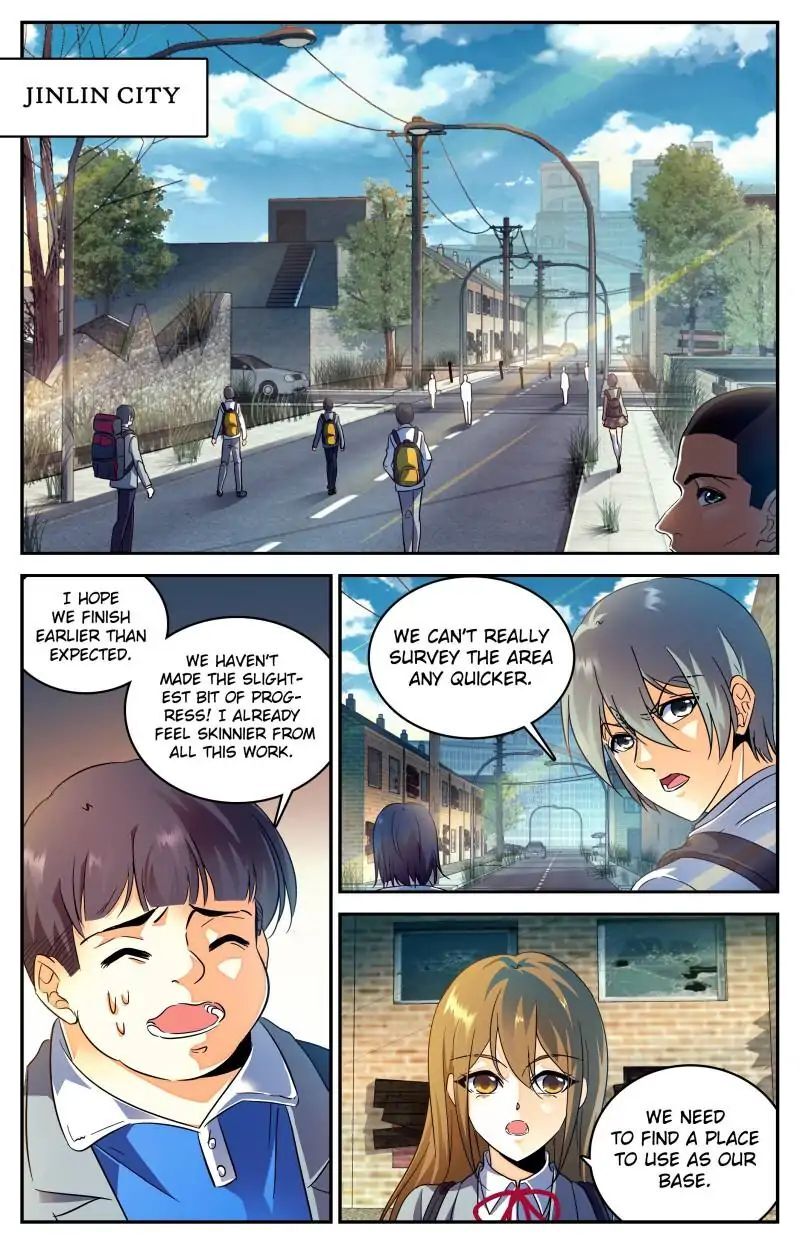 JINLIN CITY
I HOPE
WE FINISH
EARLIER THAN
EXPECTED.
WE HAVEN'T
MADE THE SLIGHT-
EST BIT OF PROG-
RESS! I ALREADY
FEEL SKINNIER FROM
ALL THIS WORK.
WE CAN'T REALLY
SURVEY THE AREA
ANY QUICKER.
WE NEED
TO FIND A PLACE
TO USE AS OUR
BASE.